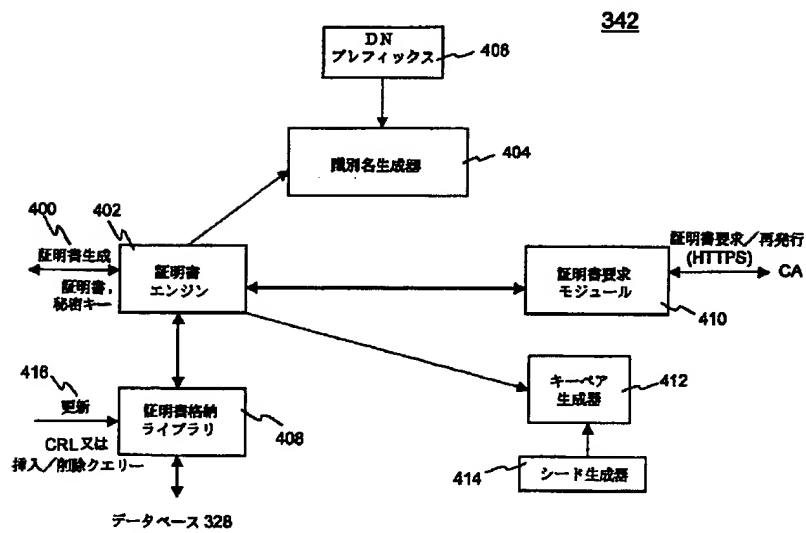 342
DN
プレフィックス
406
識別名生成器
404
400
402
証明書生成
証明書,
秘密キー
証明書
エンジン
証明書要求
モジュール
410
証明書要求／再発行
(HTTPS)
CA
416
更新
CRL又は
挿入／削除クエリー
証明書格納
ライブラリ
408
キーペア
生成器
412
414
シード生成器
データベース 328